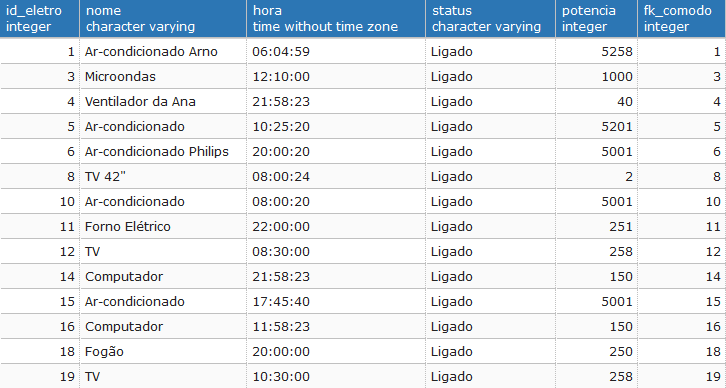 id_eletro nome hora status potencia fk_comodo
integer character varying time without time zone character varying integer integer
1 Ar-condicionado Arno 06:04:59 Ligado 5258 1
3 Microondas 12:10:00 Ligado 1000 3
4 Ventilador da Ana 21:58:23 Ligado 40 4
5 Ar-condicionado 10:25:20 Ligado 5201 5
6 Ar-condicionado Philips 20:00:20 Ligado 5001 6
8 TV 42" 08:00:24 Ligado 2 8
10 Ar-condicionado 08:00:20 Ligado 5001 10
11 Forno Elétrico 22:00:00 Ligado 251 11
12 TV 08:30:00 Ligado 258 12
14 Computador 21:58:23 Ligado 150 14
15 Ar-condicionado 17:45:40 Ligado 5001 15
16 Computador 11:58:23 Ligado 150 16
18 Fogão 20:00:00 Ligado 250 18
19 TV 10:30:00 Ligado 258 19